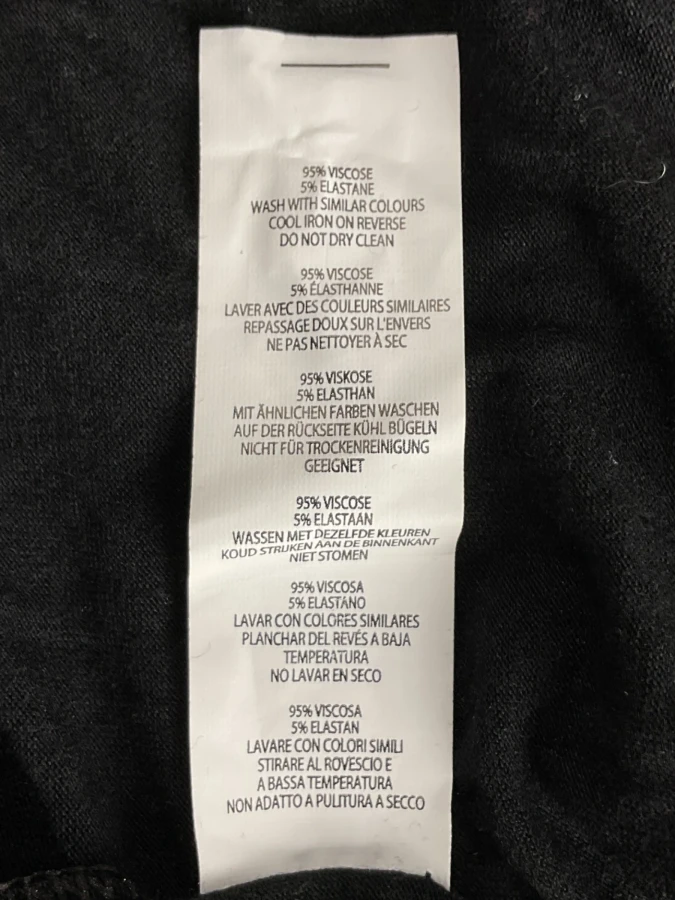 95% VISCOSE
5% ELASTANE
WASH WITH SIMILAR COLOURS
COOL IRON ON REVERSE
DO NOT DRY CLEAN
95% VISCOSE
5% ÉLASTHANNE
LAVER AVEC DES COULEURS SIMILAIRES
REPASSAGE DOUX SUR L'ENVERS
NE PAS NETTOYER À SEC
95% VISKOSE
5% ELASTHAN
MIT ÄHNLICHEN FARBEN WASCHEN
AUF DER RÜCKSEITE KÜHL BÜGELN
NICHT FÜR TROCKENREINIGUNG
GEEIGNET
95% VISCOSE
5% ELASTAAN
WASSEN MET DEZELFDE KLEUREN
KOUD STRIJKEN AAN DE BINNENKANT
NIET STOMEN
95% VISCOSA
5% ELASTANO
LAVAR CON COLORES SIMILARES
PLANCHAR DEL REVÉS A BAJA
TEMPERATURA
NO LAVAR EN SECO
95% VISCOSA
5% ELASTAN
LAVARE CON COLORI SIMILI
STIRARE AL ROVESCIO E
A BASSA TEMPERATURA
NON ADATTO A PULITURA A SECCO